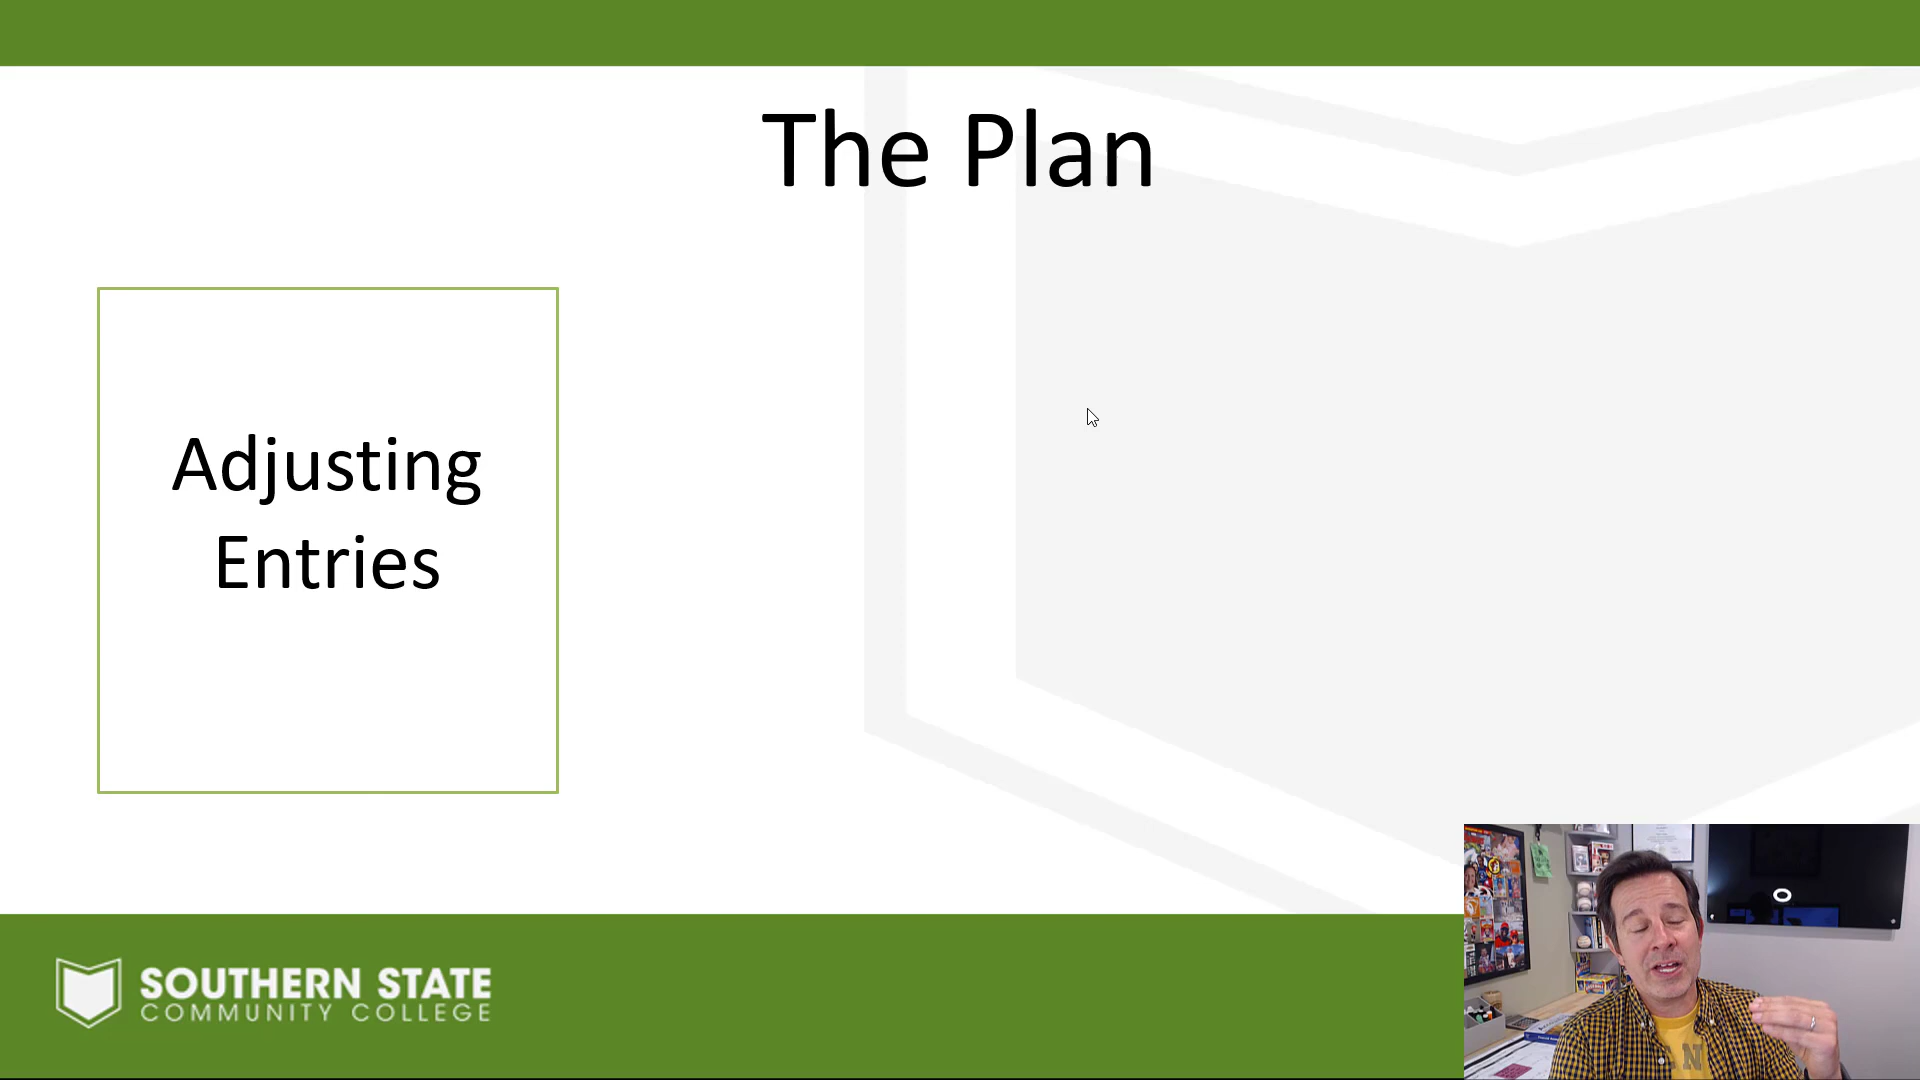 The Plan
Adjusting
Entries
SOUTHERN STATE
COMMUNITY COLLEGE
N